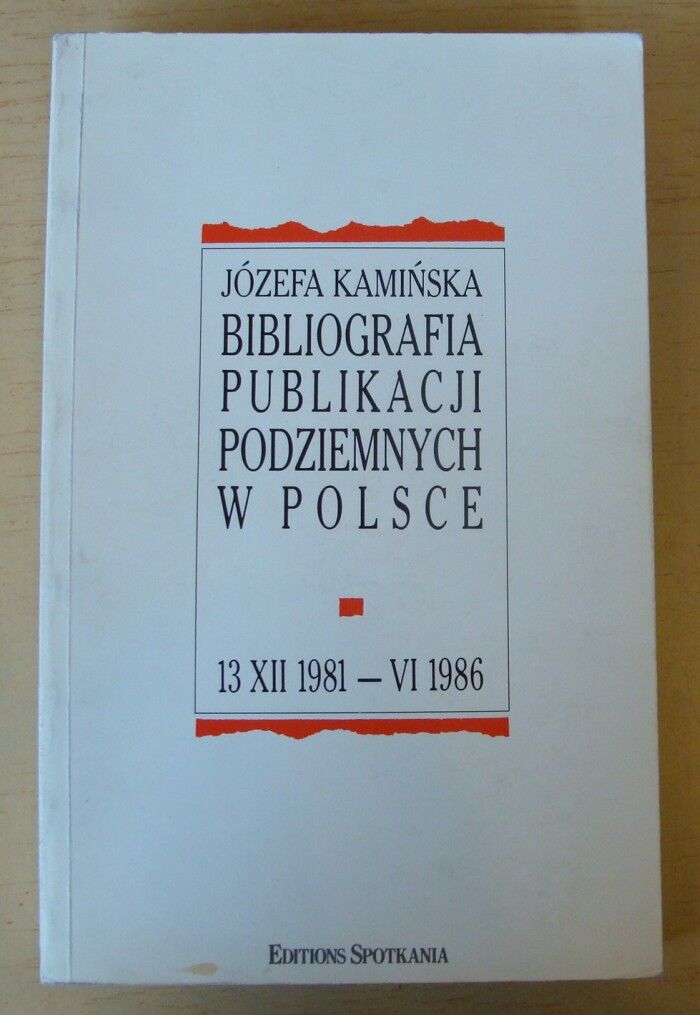 JÓZEFA KAMIŃSKA
BIBLIOGRAFIA
PUBLIKACJI
PODZIEMNYCH
W POLSCE
13 XII 1981 — VI 1986
EDITIONS SPOTKANIA